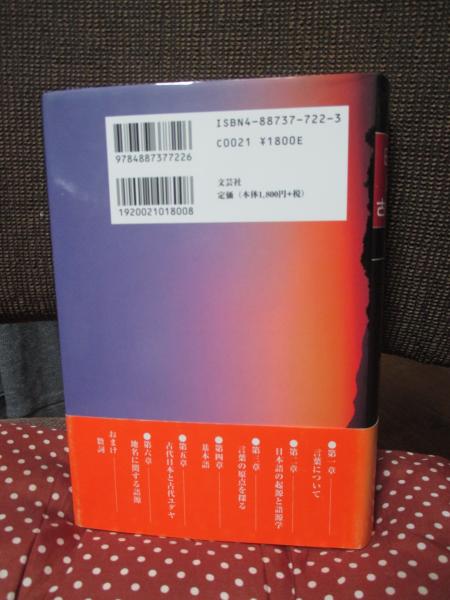 ISBN4-88737-722-3
C0021 ¥1800E
9784887377226
文芸社
定価(本体1,800円+税)
1920021018008
●第一章
言葉について
●第二章
日本語の起源と語源学
●第三章
言葉の原点を探る
●第四章
基本語
●第五章
古代日本と古代ユダヤ
●第六章
地名に関する語源
おまけ
数詞